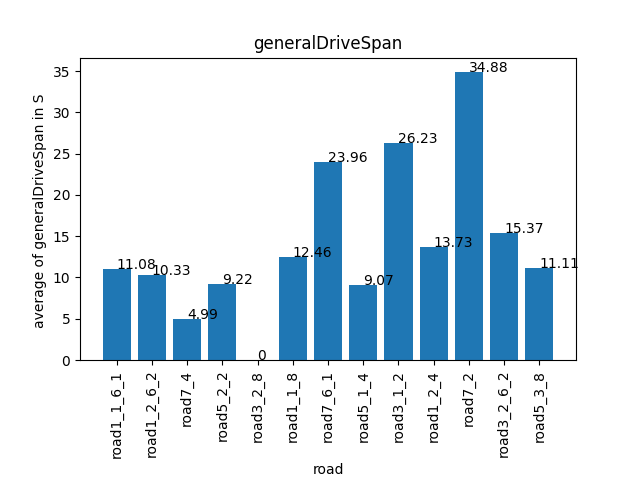 generalDriveSpan
average of generalDriveSpan in S
35
30
25
20
15
10
5
0
11.08
10.33
4.99
9.22
0
12.46
23.96
9.07
26.23
13.73
34.88
15.37
11.11
road1_1_6_1
road1_2_6_2
road7_4
road5_2_2
road3_2_8
road1_1_8
road7_6_1
road5_1_4
road3_1_2
road1_2_4
road7_2
road3_2_6_2
road5_3_8
road